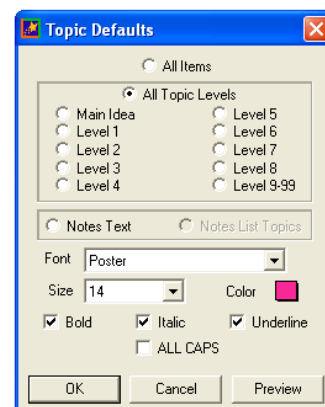 Topic Defaults
All Items
All Topic Levels
Main Idea Level 5
Level 1 Level 6
Level 2 Level 7
Level 3 Level 8
Level 4 Level 9-99
Notes Text Notes List Topics
Font Poster
Size 14 Color
Bold Italic Underline
ALL CAPS
OK Cancel Preview